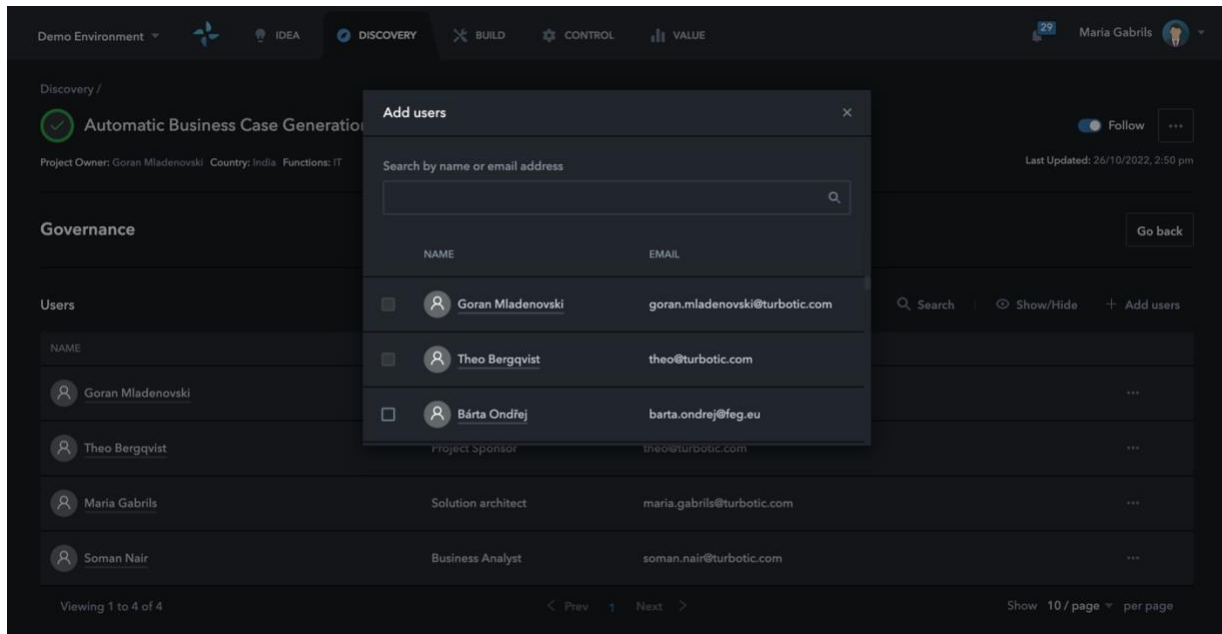 Demo Environment IDEA DISCOVERY BUILD CONTROL VALUE 29 Maria Gabrils
Discovery /
Automatic Business Case Generatio
Follow
Project Owner: Goran Mladenovski Country: India Functions: IT
Last Updated: 26/10/2022, 2:50 pm
Governance
Go back
Add users
Search by name or email address
NAME EMAIL
Goran Mladenovski goran.mladenovski@turbotic.com
Theo Bergqvist theo@turbotic.com
Bárta Ondřej barta.ondrej@feg.eu
Users Search Show/Hide + Add users
NAME
Goran Mladenovski
Theo Bergqvist Project Sponsor theo@turbotic.com
Maria Gabrils Solution architect maria.gabrils@turbotic.com
Soman Nair Business Analyst soman.nair@turbotic.com
Viewing 1 to 4 of 4 < Prev 1 Next > Show 10 / page per page